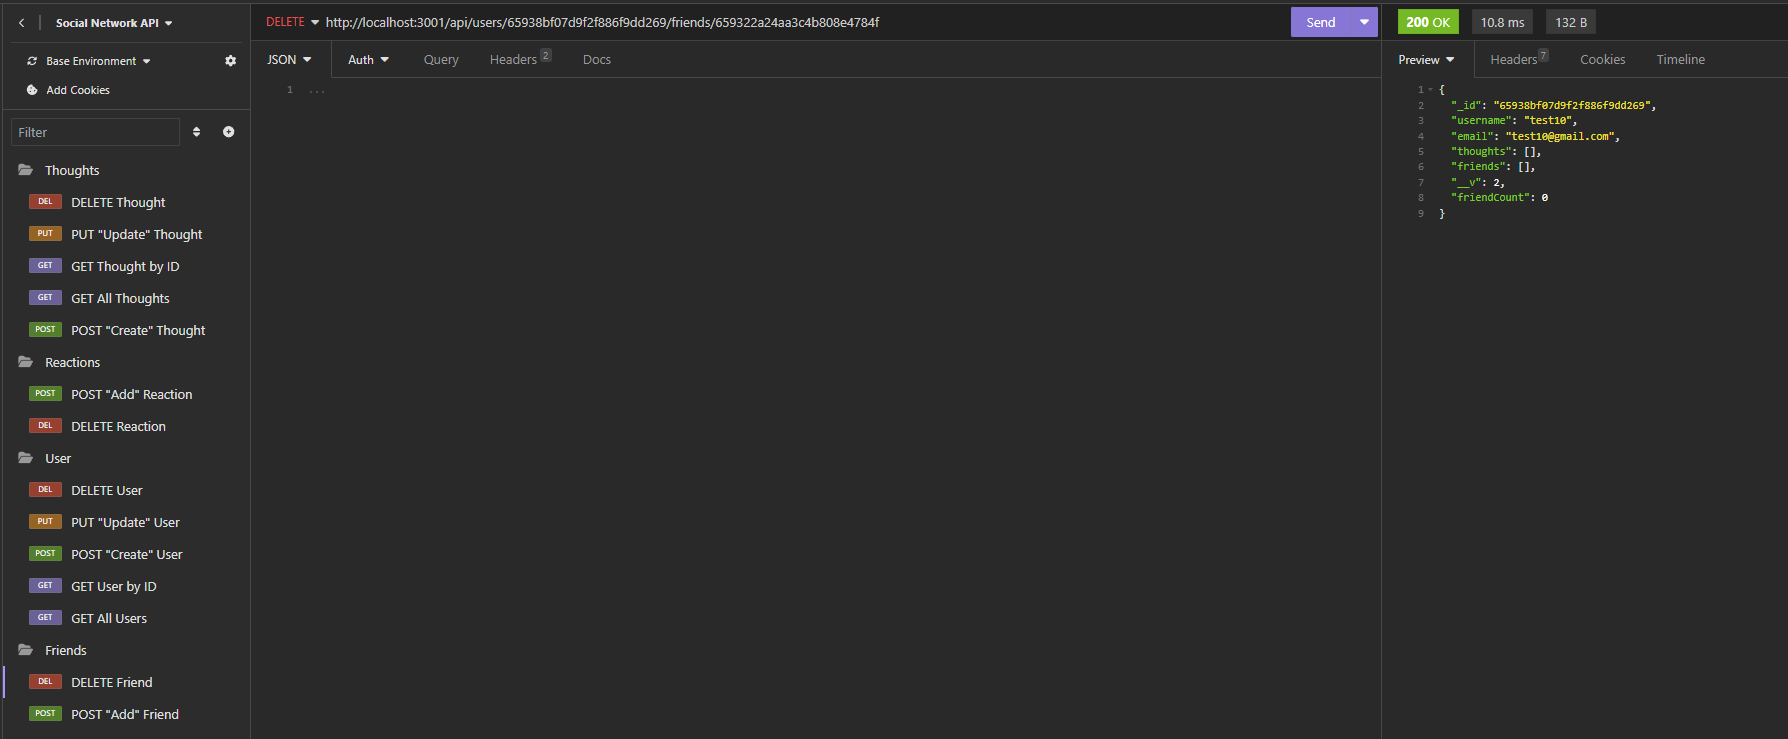 Social Network API
Base Environment
Add Cookies
Filter
Thoughts
DEL DELETE Thought
PUT PUT "Update" Thought
GET GET Thought by ID
GET GET All Thoughts
POST POST "Create" Thought
Reactions
POST POST "Add" Reaction
DEL DELETE Reaction
User
DEL DELETE User
PUT PUT "Update" User
POST POST "Create" User
GET GET User by ID
GET GET All Users
Friends
DEL DELETE Friend
POST POST "Add" Friend
DELETE http://localhost:3001/api/users/65938bf07d9f2f886f9dd269/friends/659322a24aa3c4b808e4784f Send
JSON Auth Query Headers 2 Docs
1 ...
200 OK 10.8 ms 132 B
Preview Headers 7 Cookies Timeline
1 {
2 "_id": "65938bf07d9f2f886f9dd269",
3 "username": "test10",
4 "email": "test10@gmail.com",
5 "thoughts": [],
6 "friends": [],
7 "__v": 2,
8 "friendCount": 0
9 }